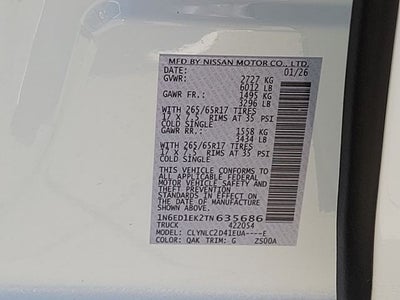 MFD BY NISSAN MOTOR CO., LTD.
DATE: 01/26
GVWR: 2727 KG
6012 LB
GAWR FR.: 1495 KG
3296 LB
WITH 265/65R17 TIRES
17 X 7.5 RIMS AT 35 PSI
COLD SINGLE
GAWR RR.: 1558 KG
3434 LB
WITH 265/65R17 TIRES
17 X 7.5 RIMS AT 35 PSI
COLD SINGLE
THIS VEHICLE CONFORMS TO
ALL APPLICABLE FEDERAL
MOTOR VEHICLE SAFETY AND
THEFT PREVENTION
STANDARDS IN EFFECT ON
THE DATE OF MANUFACTURE
SHOWN ABOVE.
1N6ED1EK2TN635686
TRUCK 422054
MODEL: CLYNLCZD41EUA----E
COLOR: QAK TRIM: G ZS00A